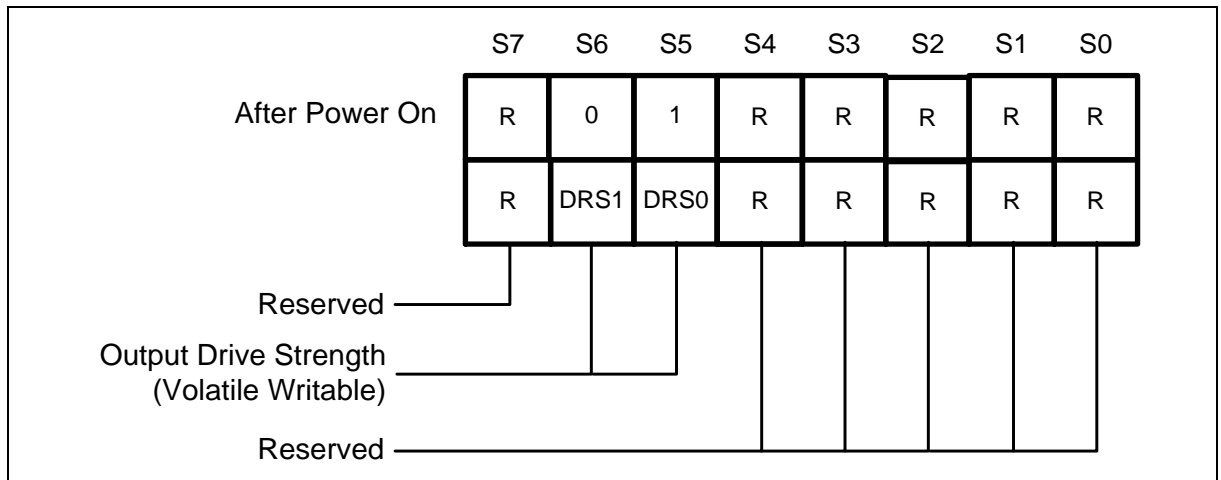 S7 S6 S5 S4 S3 S2 S1 S0
After Power On R 0 1 R R R R R
R DRS1 DRS0 R R R R R
Reserved
Output Drive Strength
(Volatile Writable)
Reserved